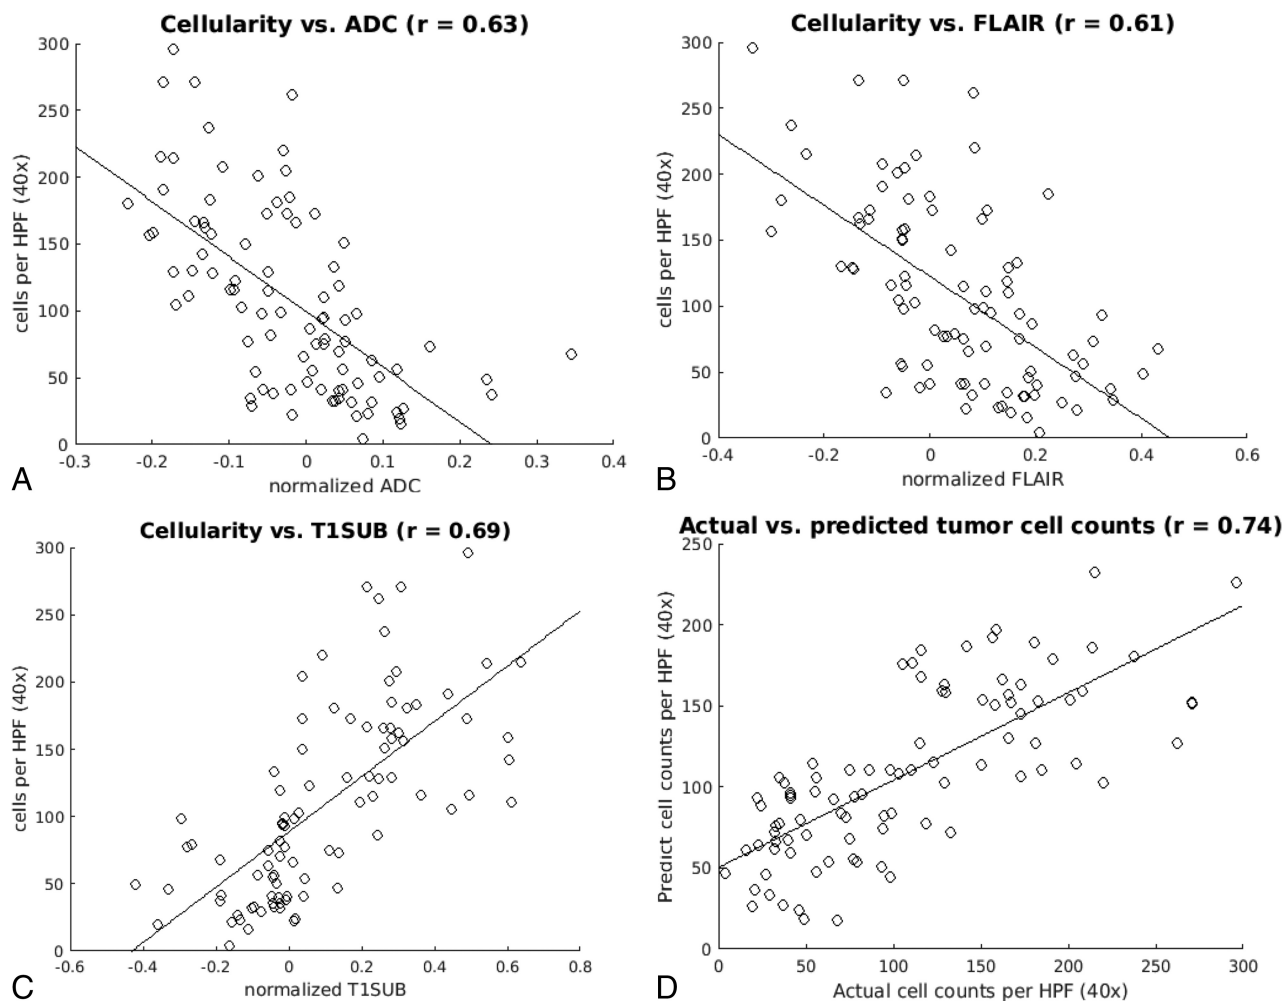 Cellularity vs. ADC (r = 0.63)
300
250
200
150
100
50
0
cells per HPF (40x)
-0.3 -0.2 -0.1 0 0.1 0.2 0.3 0.4
normalized ADC
A
Cellularity vs. FLAIR (r = 0.61)
300
250
200
150
100
50
0
cells per HPF (40x)
-0.4 -0.2 0 0.2 0.4 0.6
normalized FLAIR
B
Cellularity vs. T1SUB (r = 0.69)
300
250
200
150
100
50
0
cells per HPF (40x)
-0.6 -0.4 -0.2 0 0.2 0.4 0.6 0.8
normalized T1SUB
C
Actual vs. predicted tumor cell counts (r = 0.74)
250
200
150
100
50
0
Predict cell counts per HPF (40x)
0 50 100 150 200 250 300
Actual cell counts per HPF (40x)
D